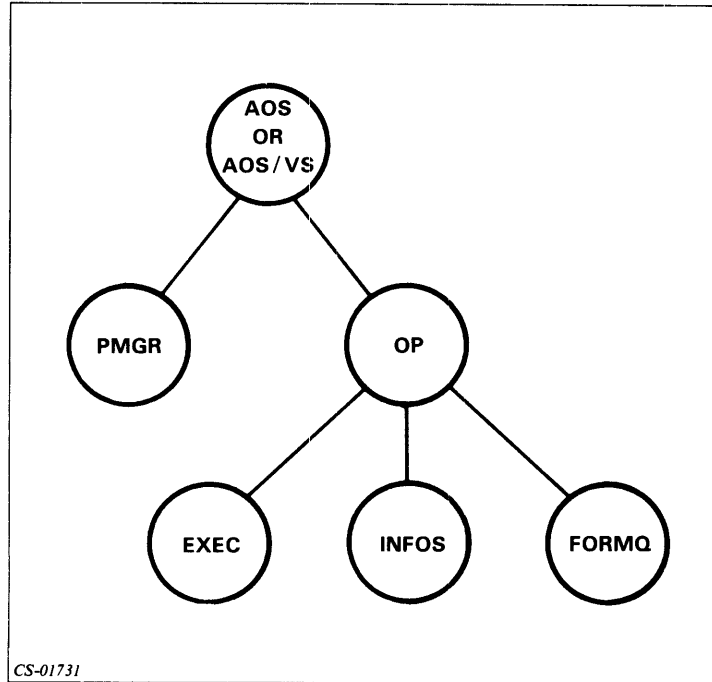 AOS
OR
AOS/VS
PMGR
OP
EXEC
INFOS
FORMQ
CS-01731